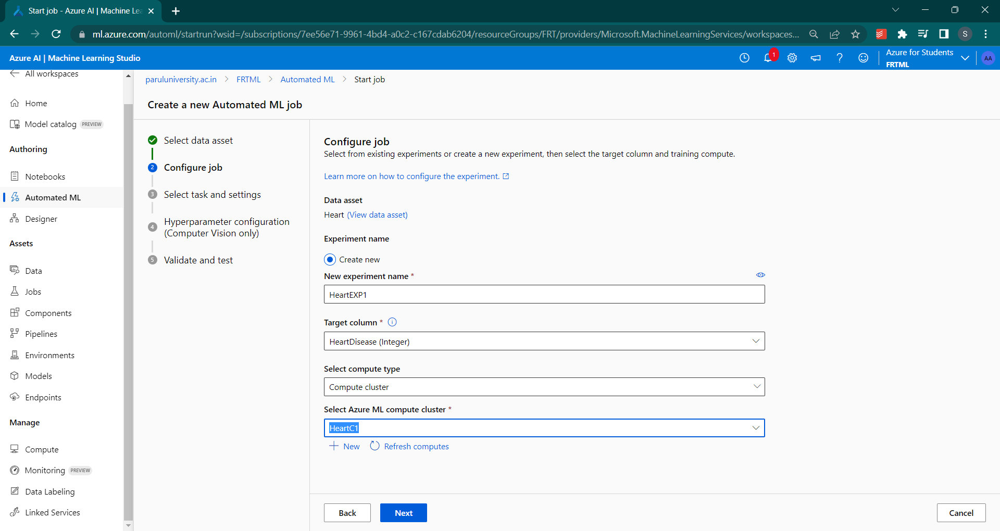 Start job - Azure AI | Machine Lea
ml.azure.com/automl/startrun?wsid=/subscriptions/7ee56e71-9961-4bd4-a0c2-c167cdab6204/resourceGroups/FRT/providers/Microsoft.MachineLearningServices/workspaces...
S
Azure AI | Machine Learning Studio
1
Azure for Students
FRTML
AA
All workspaces
Home
Model catalog PREVIEW
Authoring
Notebooks
Automated ML
Designer
Assets
Data
Jobs
Components
Pipelines
Environments
Models
Endpoints
Manage
Compute
Monitoring PREVIEW
Data Labeling
Linked Services
paruluniversity.ac.in > FRTML > Automated ML > Start job
Create a new Automated ML job
Select data asset
2 Configure job
3 Select task and settings
4 Hyperparameter configuration
(Computer Vision only)
5 Validate and test
Configure job
Select from existing experiments or create a new experiment, then select the target column and training compute.
Learn more on how to configure the experiment.
Data asset
Heart (View data asset)
Experiment name
Create new
New experiment name *
HeartEXP1
Target column *
HeartDisease (Integer)
Select compute type
Compute cluster
Select Azure ML compute cluster *
HeartC1
New Refresh computes
Back Next Cancel